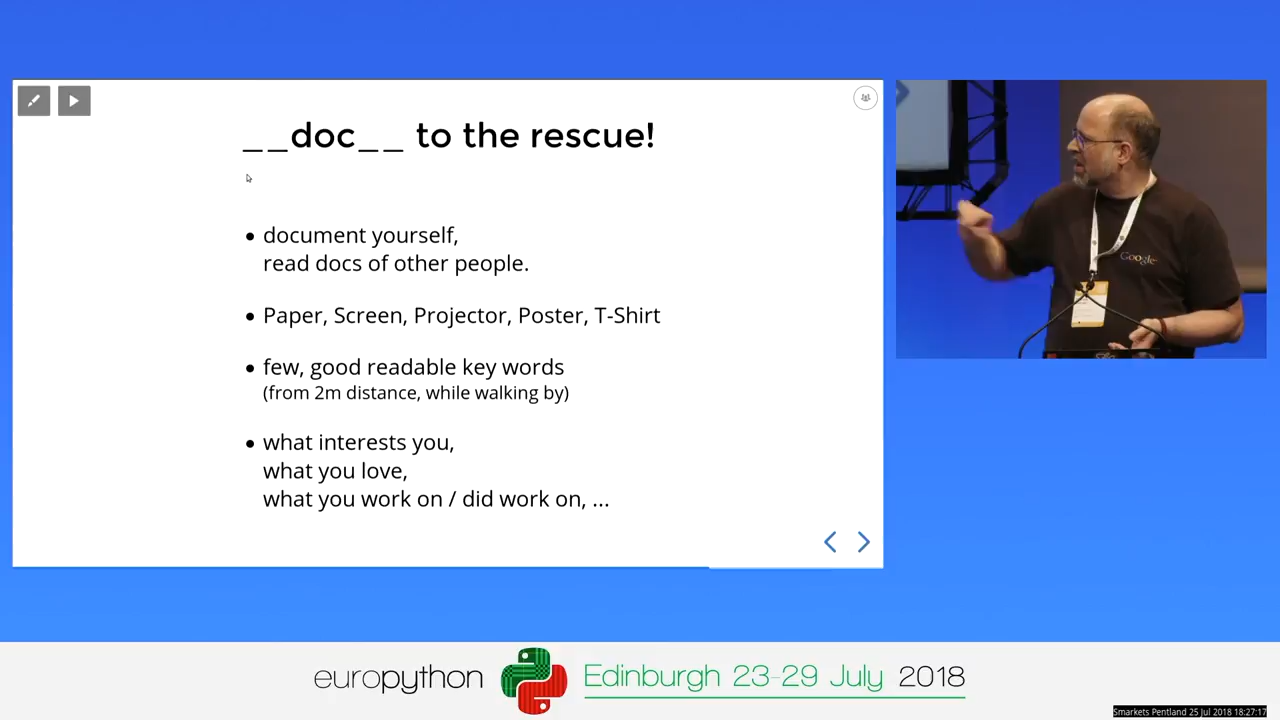 __doc__ to the rescue!
• document yourself,
read docs of other people.
• Paper, Screen, Projector, Poster, T-Shirt
• few, good readable key words
(from 2m distance, while walking by)
• what interests you,
what you love,
what you work on / did work on, ...
Google
europython Edinburgh 23-29 July 2018
Smarkets Pentland 25 Jul 2018 18:27:17